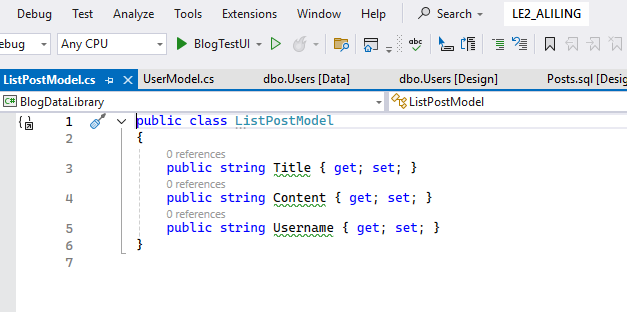 Debug Test Analyze Tools Extensions Window Help Search LE2_ALILING
ebug Any CPU BlogTestUI
ListPostModel.cs UserModel.cs dbo.Users [Data] dbo.Users [Design] Posts.sql [Desig
BlogDataLibrary ListPostModel
1 public class ListPostModel
2 {
0 references
3 public string Title { get; set; }
0 references
4 public string Content { get; set; }
0 references
5 public string Username { get; set; }
6 }
7